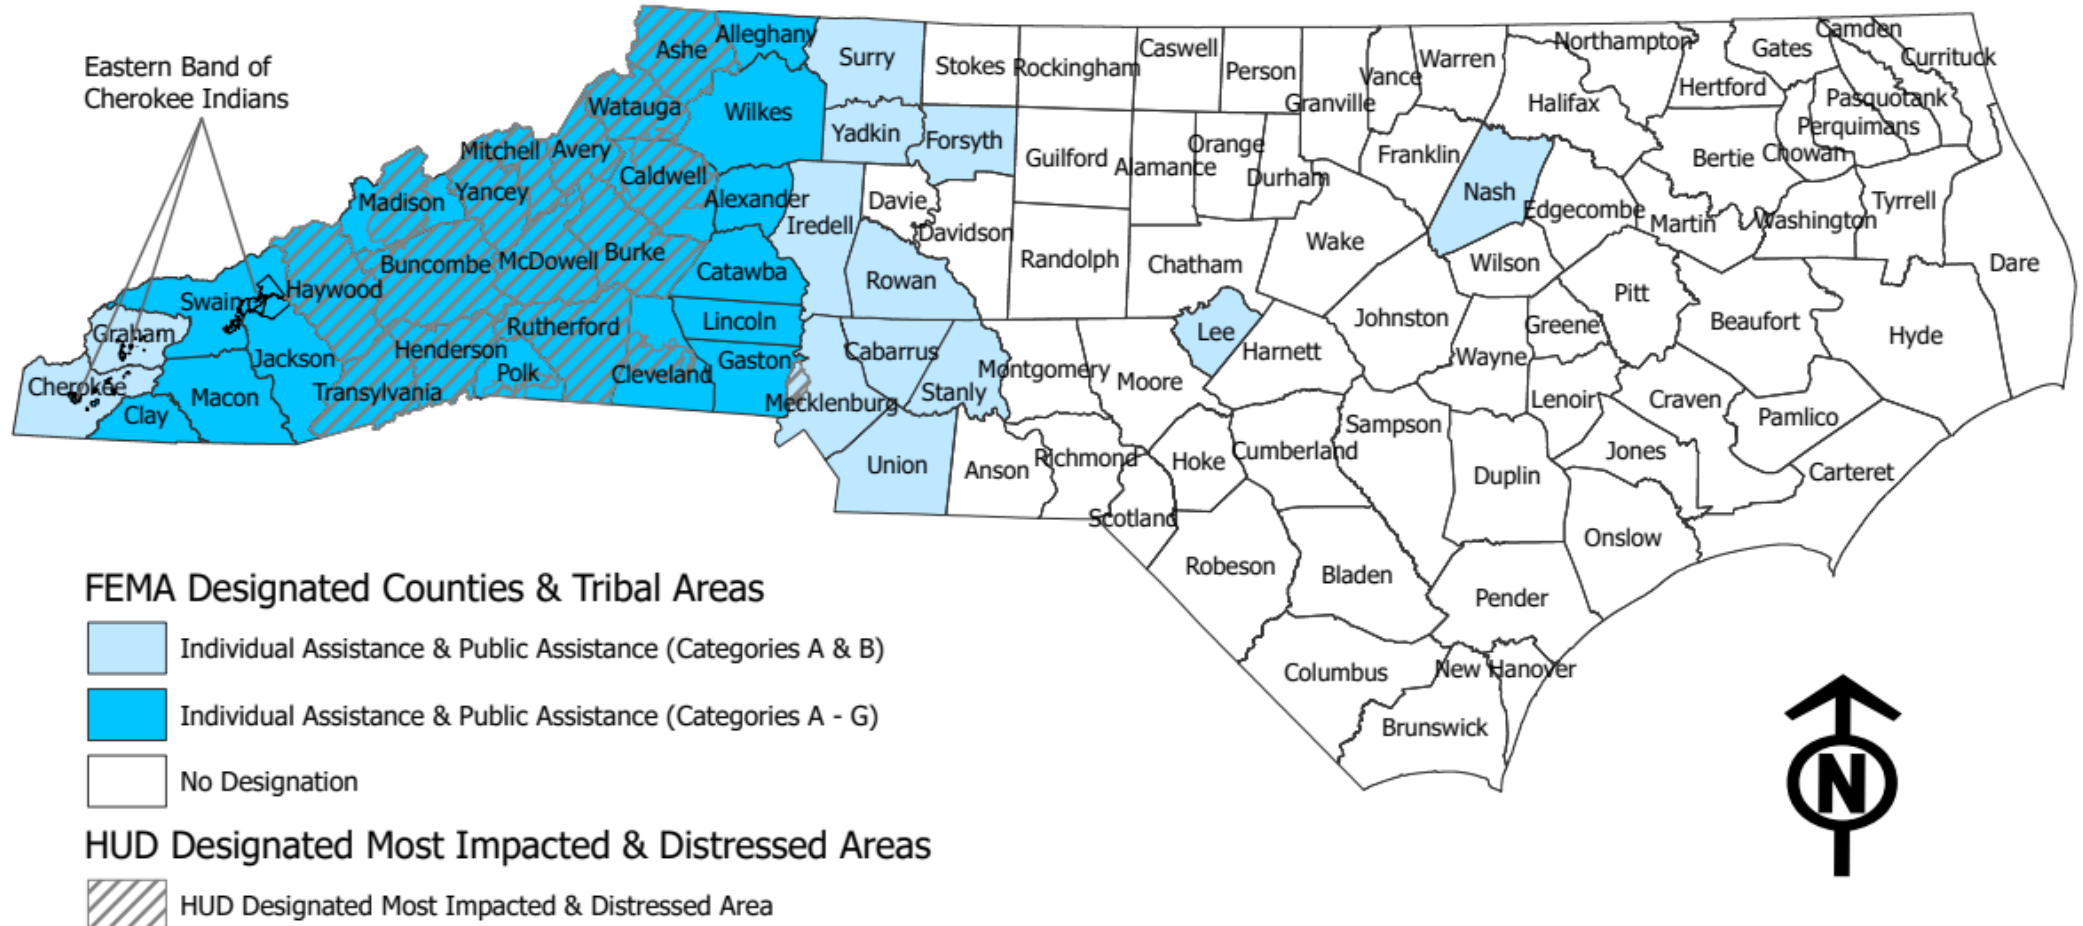 Eastern Band of
Cherokee Indians
Ashe
Alleghany
Surry
Stokes
Rockingham
Caswell
Person
Granville
Vance
Warren
Northampton
Gates
Camden
Currituck
Hertford
Halifax
Pasquotank
Perquimans
Chowan
Bertie
Watauga
Wilkes
Yadkin
Forsyth
Guilford
Alamance
Orange
Durham
Franklin
Nash
Edgecombe
Martin
Washington
Tyrrell
Dare
Mitchell
Avery
Caldwell
Alexander
Iredell
Davie
Davidson
Randolph
Chatham
Wake
Wilson
Pitt
Beaufort
Hyde
Madison
Yancey
Buncombe
McDowell
Burke
Catawba
Rowan
Haywood
Swain
Graham
Cherokee
Clay
Macon
Jackson
Transylvania
Henderson
Polk
Rutherford
Cleveland
Lincoln
Gaston
Mecklenburg
Cabarrus
Stanly
Union
Anson
Montgomery
Richmond
Moore
Lee
Harnett
Johnston
Wayne
Greene
Lenoir
Craven
Pamlico
Jones
Carteret
Onslow
Duplin
Sampson
Cumberland
Hoke
Scotland
Robeson
Bladen
Pender
Columbus
New Hanover
Brunswick
FEMA Designated Counties & Tribal Areas
Individual Assistance & Public Assistance (Categories A & B)
Individual Assistance & Public Assistance (Categories A - G)
No Designation
HUD Designated Most Impacted & Distressed Areas
HUD Designated Most Impacted & Distressed Area
N